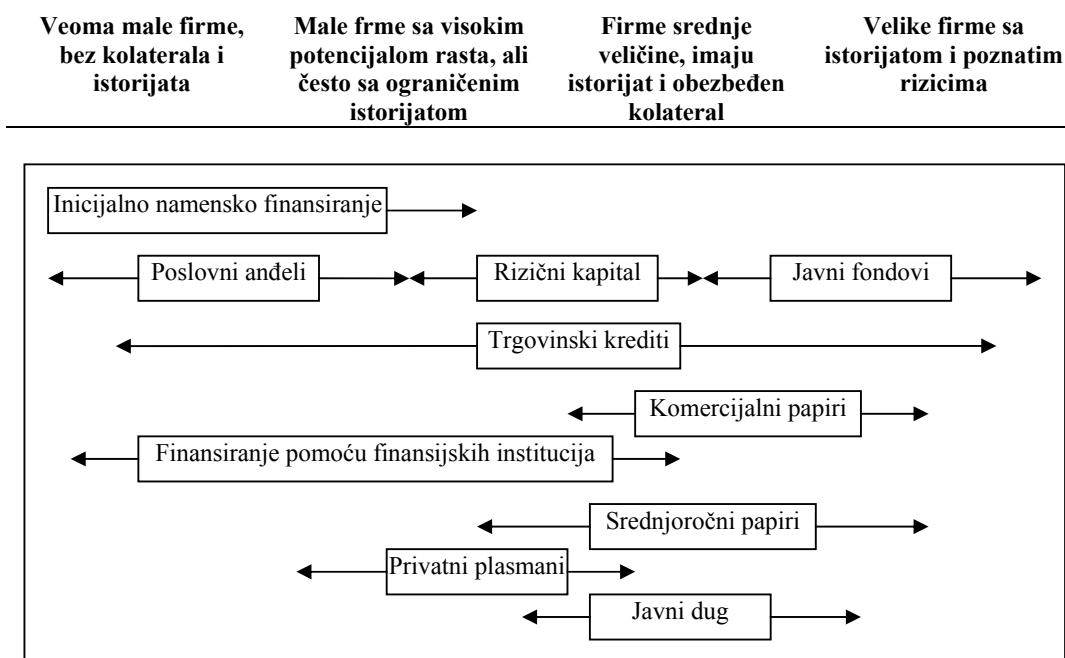 Veoma male firme,
bez kolaterala i
istorijata
Male frme sa visokim
potencijalom rasta, ali
često sa ograničenim
istorijatom
Firme srednje
veličine, imaju
istorijat i obezbeđen
kolateral
Velike firme sa
istorijatom i poznatim
rizicima
Inicijalno namensko finansiranje
Poslovni anđeli
Rizični kapital
Javni fondovi
Trgovinski krediti
Komercijalni papiri
Finansiranje pomoću finansijskih institucija
Srednjoročni papiri
Privatni plasmani
Javni dug